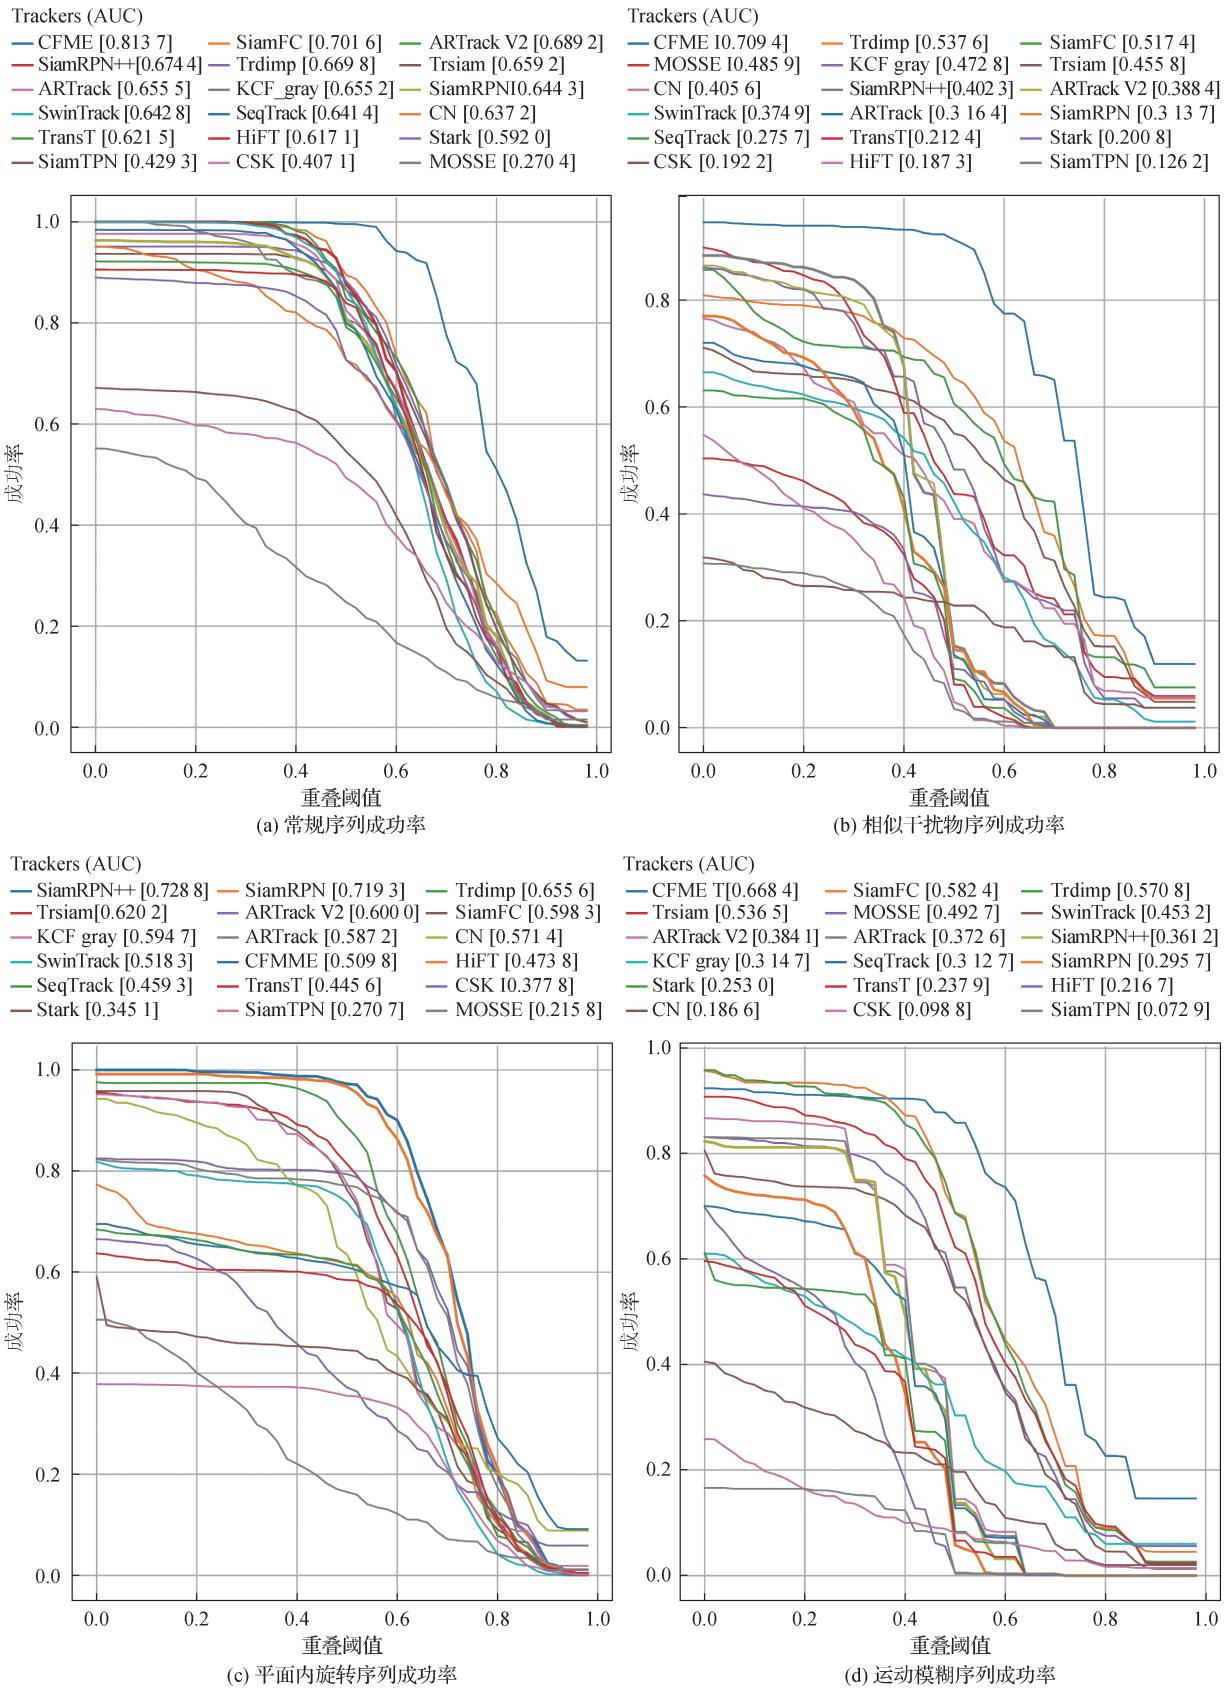 Trackers (AUC)
CFME [0.813 7] SiamFC [0.701 6] ARTrack V2 [0.689 2]
SiamRPN++[0.674 4] Trdimp [0.669 8] Trsiam [0.659 2]
ARTrack [0.655 5] KCF_gray [0.655 2] SiamRPNI0.644 3]
SwinTrack [0.642 8] SeqTrack [0.641 4] CN [0.637 2]
TransT [0.621 5] HiFT [0.617 1] Stark [0.592 0]
SiamTPN [0.429 3] CSK [0.407 1] MOSSE [0.270 4]
1.0
0.8
0.6
0.4
0.2
0.0
成功率
0.0 0.2 0.4 0.6 0.8 1.0
重叠阈值
(a) 常规序列成功率
Trackers (AUC)
CFME I0.709 4] Trdimp [0.537 6] SiamFC [0.517 4]
MOSSE I0.485 9] KCF gray [0.472 8] Trsiam [0.455 8]
CN [0.405 6] SiamRPN++[0.402 3] ARTrack V2 [0.388 4]
SwinTrack [0.374 9] ARTrack [0.3 16 4] SiamRPN [0.3 13 7]
SeqTrack [0.275 7] TransT[0.212 4] Stark [0.200 8]
CSK [0.192 2] HiFT [0.187 3] SiamTPN [0.126 2]
0.8
0.6
0.4
0.2
0.0
成功率
0.0 0.2 0.4 0.6 0.8 1.0
重叠阈值
(b) 相似干扰物序列成功率
Trackers (AUC)
SiamRPN++ [0.728 8] SiamRPN [0.719 3] Trdimp [0.655 6]
Trsiam[0.620 2] ARTrack V2 [0.600 0] SiamFC [0.598 3]
KCF gray [0.594 7] ARTrack [0.587 2] CN [0.571 4]
SwinTrack [0.518 3] CFMME [0.509 8] HiFT [0.473 8]
SeqTrack [0.459 3] TransT [0.445 6] CSK I0.377 8]
Stark [0.345 1] SiamTPN [0.270 7] MOSSE [0.215 8]
1.0
0.8
0.6
0.4
0.2
0.0
成功率
0.0 0.2 0.4 0.6 0.8 1.0
重叠阈值
(c) 平面内旋转序列成功率
Trackers (AUC)
CFME T[0.668 4] SiamFC [0.582 4] Trdimp [0.570 8]
Trsiam [0.536 5] MOSSE [0.492 7] SwinTrack [0.453 2]
ARTrack V2 [0.384 1] ARTrack [0.372 6] SiamRPN++[0.361 2]
KCF gray [0.3 14 7] SeqTrack [0.3 12 7] SiamRPN [0.295 7]
Stark [0.253 0] TransT [0.237 9] HiFT [0.216 7]
CN [0.186 6] CSK [0.098 8] SiamTPN [0.072 9]
1.0
0.8
0.6
0.4
0.2
0.0
成功率
0.0 0.2 0.4 0.6 0.8 1.0
重叠阈值
(d) 运动模糊序列成功率